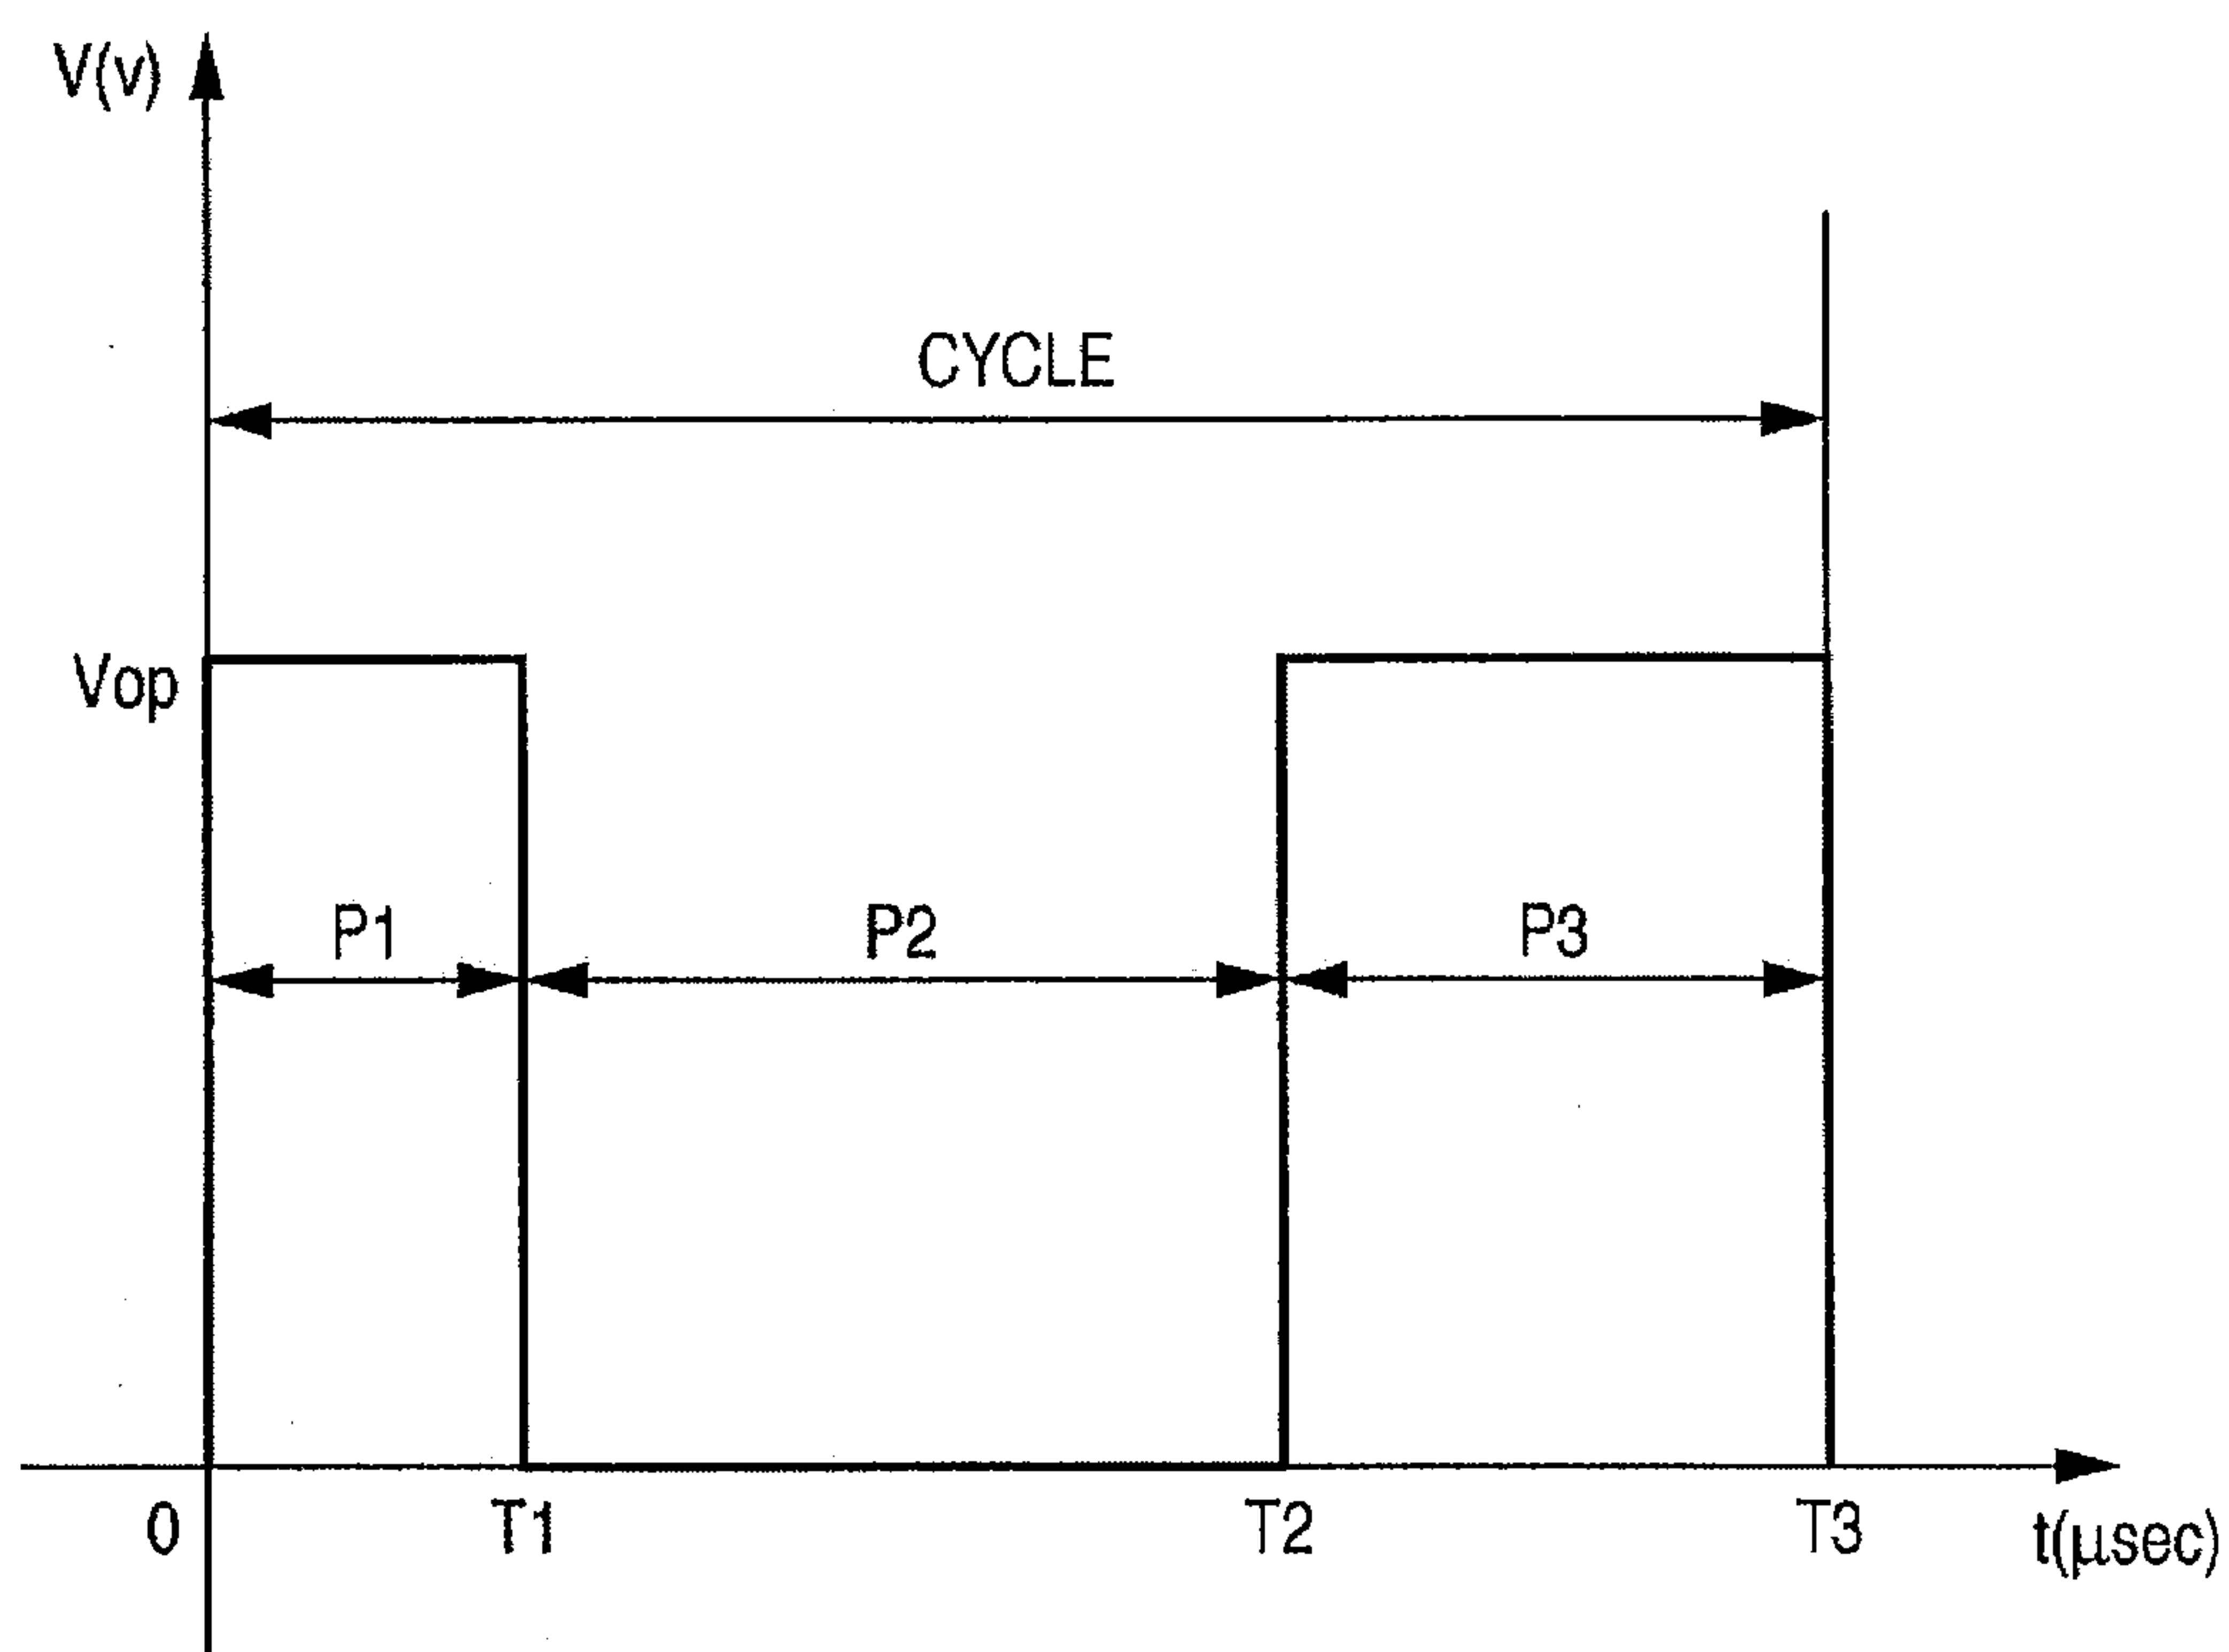 V(v)
CYCLE
Vop
P1
P2
P3
0
T1
T2
T3
t(μsec)